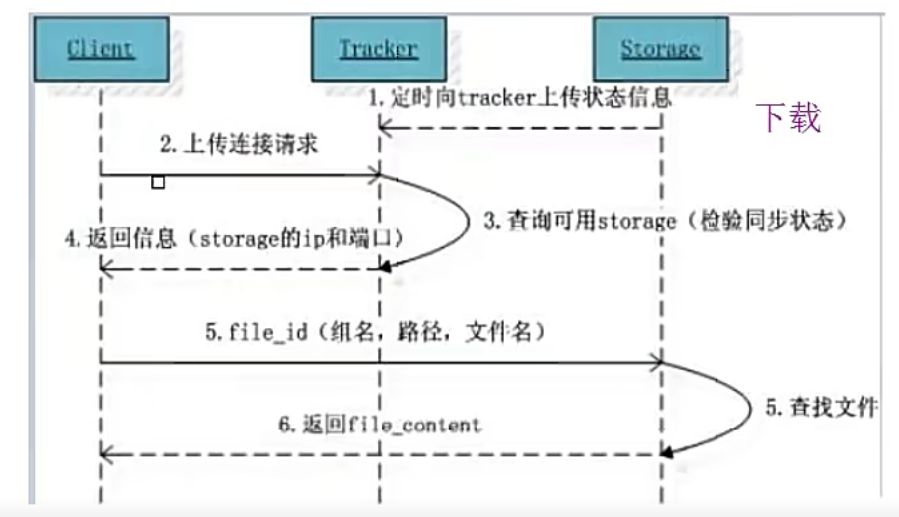 Client
Tracker
Storage
1.定时向tracker上传状态信息
下载
2.上传连接请求
3.查询可用storage（检验同步状态）
4.返回信息（storage的ip和端口）
5.file_id（组名，路径，文件名）
5.查找文件
6.返回file_content